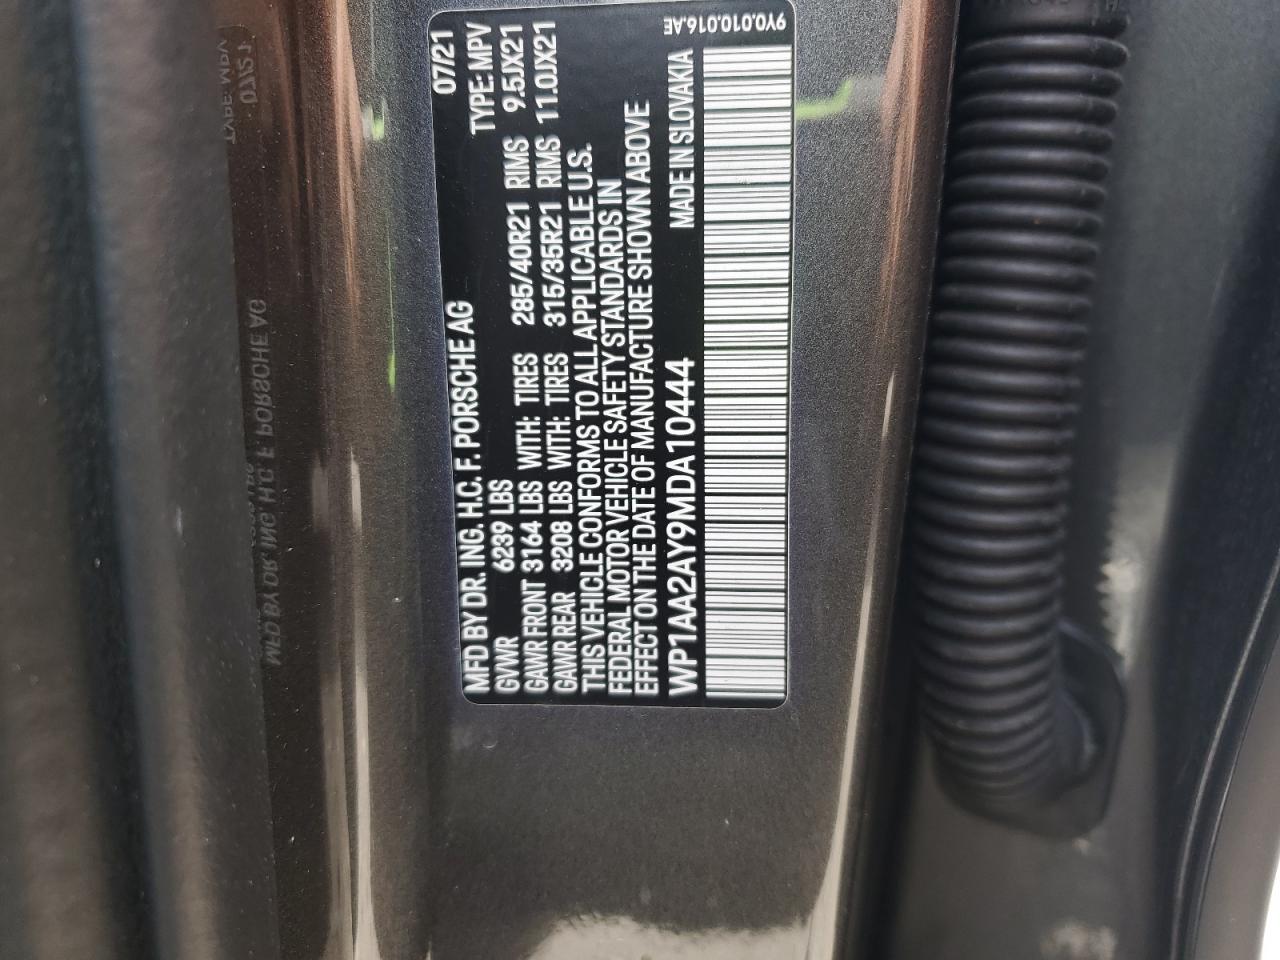 07/21
MFD BY DR. ING. H.C. F. PORSCHE AG TYPE: MPV
GVWR 6239 LBS
GAWR FRONT 3164 LBS WITH: TIRES 285/40R21 RIMS 9.5JX21
GAWR REAR 3208 LBS WITH: TIRES 315/35R21 RIMS 11.0JX21
THIS VEHICLE CONFORMS TO ALL APPLICABLE U.S.
FEDERAL MOTOR VEHICLE SAFETY STANDARDS IN
EFFECT ON THE DATE OF MANUFACTURE SHOWN ABOVE
WP1AA2AY9MDA10444 MADE IN SLOVAKIA
9Y0.010.016.AE